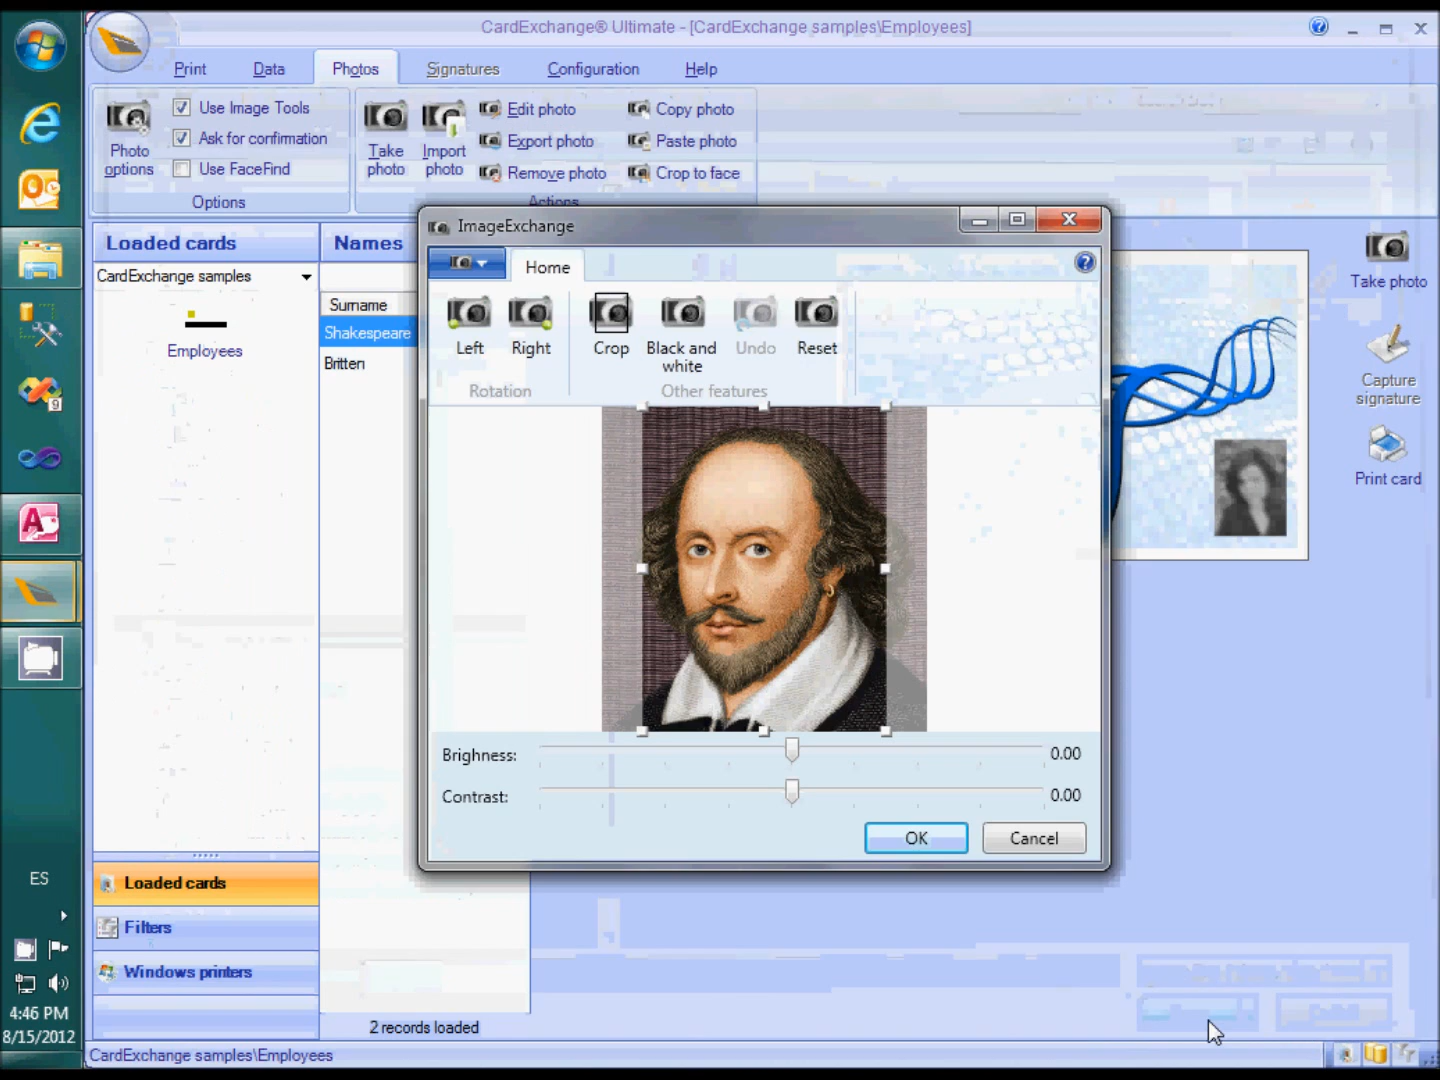 CardExchange® Ultimate - [CardExchange samples\Employees]
Print
Data
Photos
Signatures
Configuration
Help
Photo
options
Use Image Tools
Ask for confirmation
Use FaceFind
Options
Take
photo
Import
photo
Edit photo
Export photo
Remove photo
Copy photo
Paste photo
Crop to face
Actions
Loaded cards
CardExchange samples
Employees
Names
Surname
Shakespeare
Britten
ImageExchange
Home
Left
Right
Rotation
Crop
Black and
white
Undo
Reset
Other features
Brighness:
0.00
Contrast:
0.00
OK
Cancel
Take photo
Capture
signature
Print card
Loaded cards
Filters
Windows printers
2 records loaded
CardExchange samples\Employees
9
ES
4:46 PM
8/15/2012